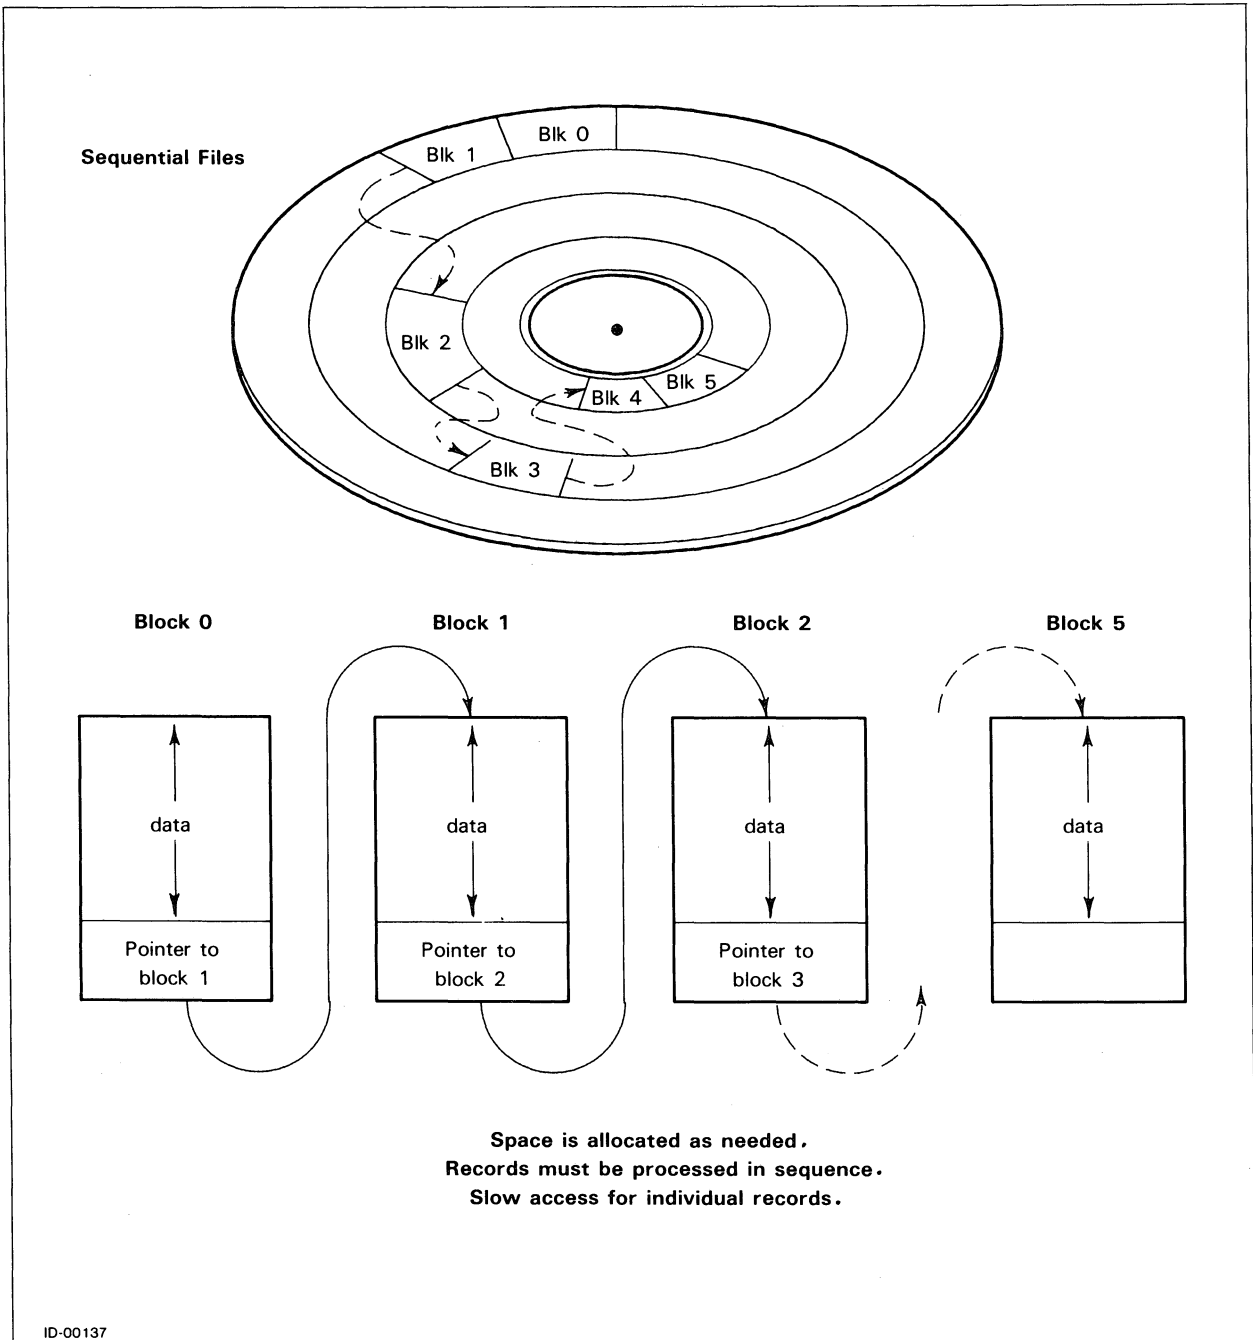 Sequential Files
Blk 0
Blk 1
Blk 2
Blk 3
Blk 4
Blk 5
Block 0
Block 1
Block 2
Block 5
data
data
data
data
Pointer to
block 1
Pointer to
block 2
Pointer to
block 3
Space is allocated as needed.
Records must be processed in sequence.
Slow access for individual records.
ID-00137